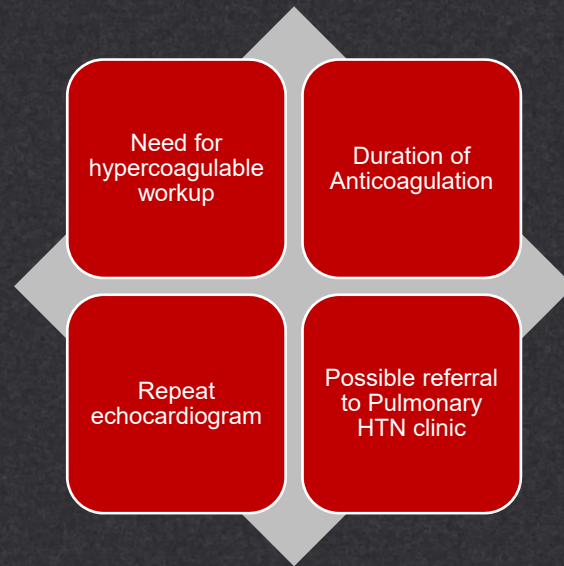 Need for
hypercoagulable
workup
Duration of
Anticoagulation
Repeat
echocardiogram
Possible referral
to Pulmonary
HTN clinic